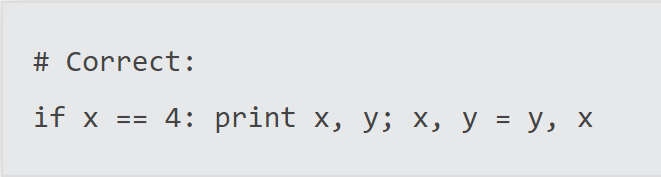 # Correct:
if x == 4: print x, y; x, y = y, x